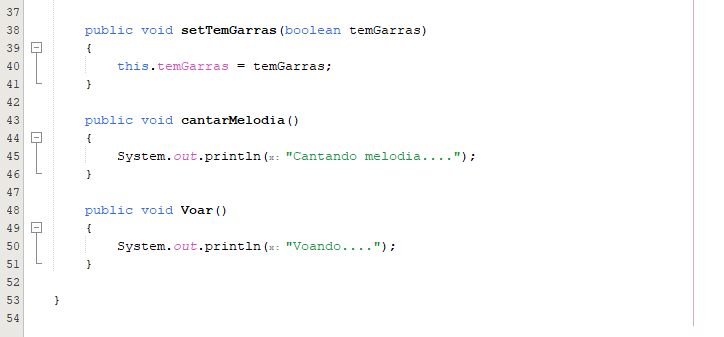 37
38 public void setTemGarras(boolean temGarras)
39 {
40 this.temGarras = temGarras;
41 }
42
43 public void cantarMelodia()
44 {
45 System.out.println(x: "Cantando melodia....");
46 }
47
48 public void Voar()
49 {
50 System.out.println(x: "Voando....");
51 }
52
53 }
54